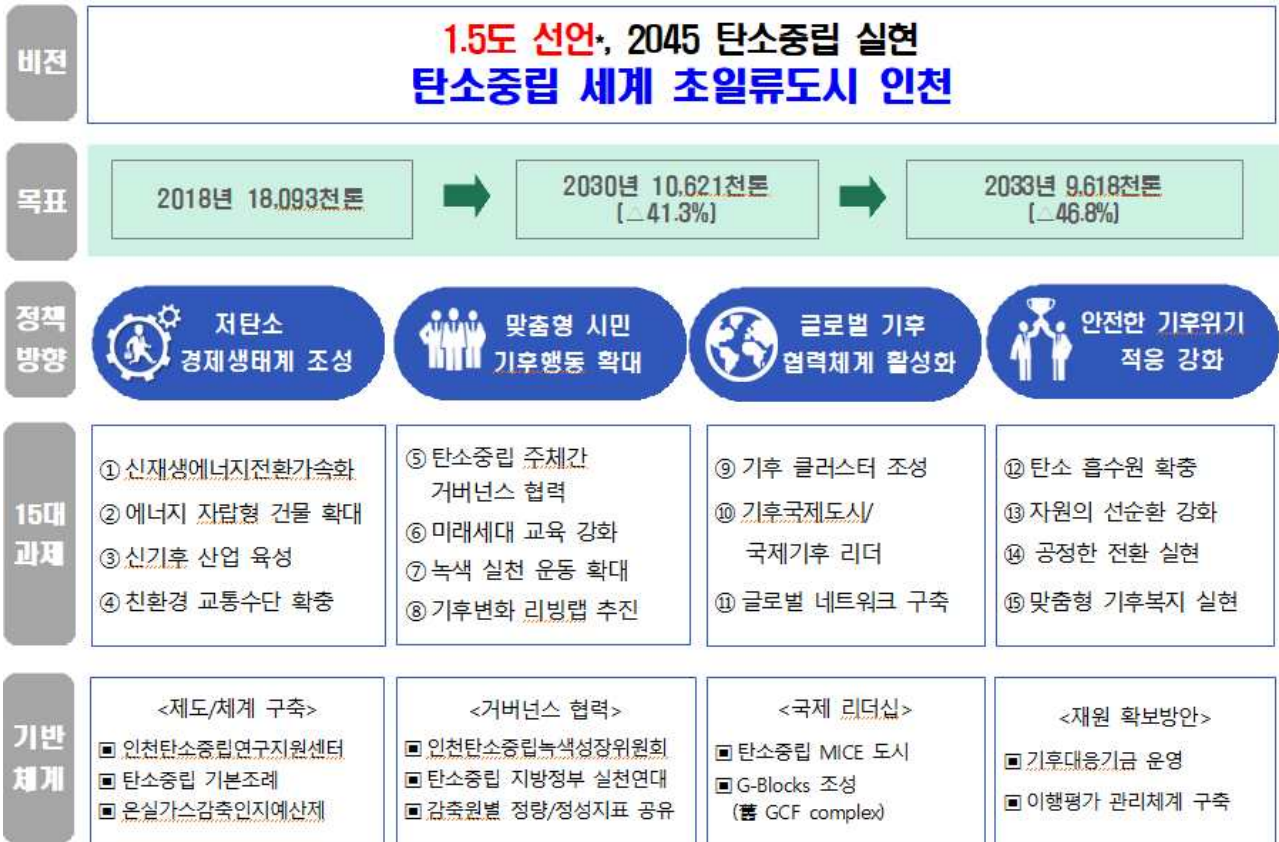 비전
1.5도 선언*, 2045 탄소중립 실현
탄소중립 세계 초일류도시 인천
목표
2018년 18,093천톤
2030년 10,621천톤
(△41.3%)
2033년 9,618천톤
(△46.8%)
정책
방향
저탄소
경제생태계 조성
맞춤형 시민
기후행동 확대
글로벌 기후
협력체계 활성화
안전한 기후위기
적응 강화
15대
과제
① 신재생에너지전환가속화
② 에너지 자랍형 건물 확대
③ 신기후 산업 육성
④ 친환경 교통수단 확충
⑤ 탄소중립 주체간
거버넌스 협력
⑥ 미래세대 교육 강화
⑦ 녹색 실천 운동 확대
⑧ 기후변화 리빙랩 추진
⑨ 기후 클러스터 조성
⑩ 기후국제도시/
국제기후 리더
⑪ 글로벌 네트워크 구축
⑫ 탄소 흡수원 확충
⑬ 자원의 선순환 강화
⑭ 공정한 전환 실현
⑮ 맞춤형 기후복지 실현
기반
체계
<제도/체계 구축>
▣ 인천탄소중립연구지원센터
▣ 탄소중립 기본조례
▣ 온실가스감축인지예산제
<거버넌스 협력>
▣ 인천탄소중립녹색성장위원회
▣ 탄소중립 지방정부 실천연대
▣ 감축원별 정량/정성지표 공유
<국제 리더십>
▣ 탄소중립 MICE 도시
▣ G-Blocks 조성
(舊 GCF complex)
<재원 확보방안>
▣ 기후대응기금 운영
▣ 이행평가 관리체계 구축